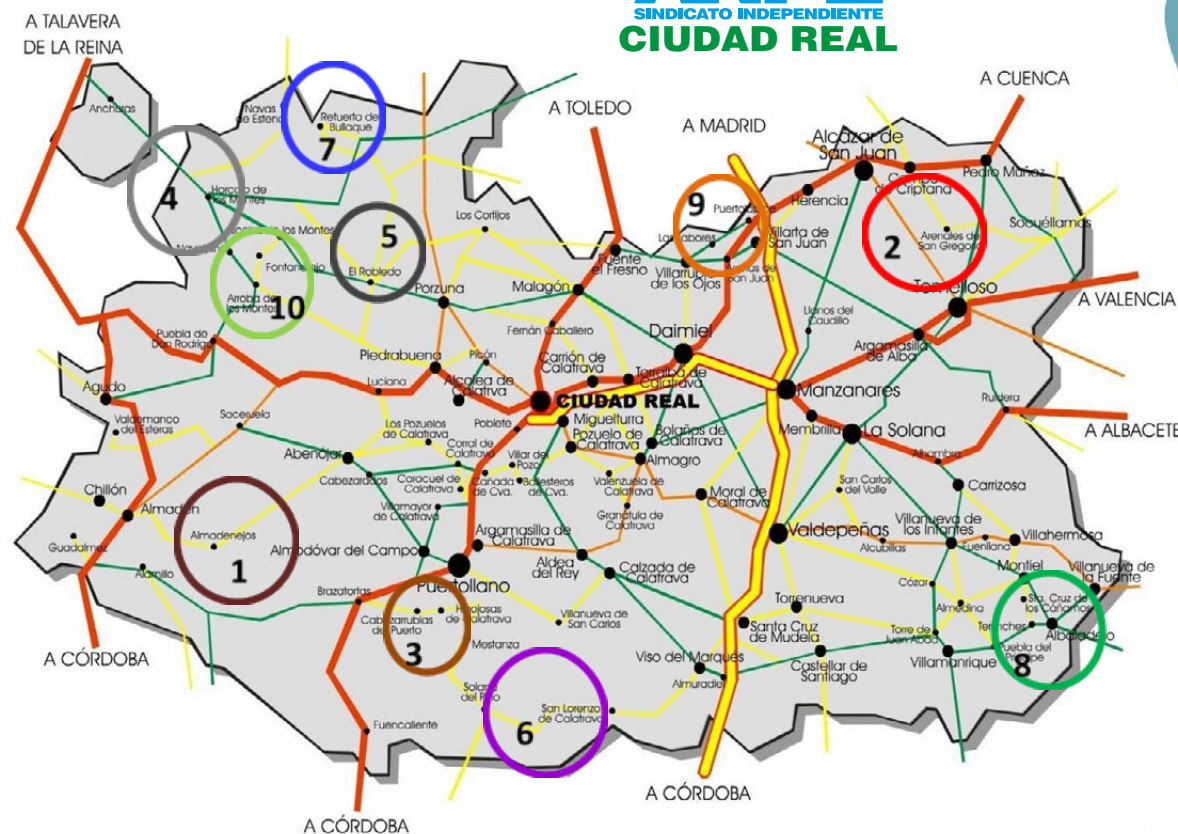 A TALAVERA
DE LA REINA
SINDICATO INDEPENDIENTE
CIUDAD REAL
A TOLEDO
A MADRID
A CUENCA
Anchuras
Navas
de Estena
Retuerta de
Bullaque
7
4
Horcajo de
los Montes
5
El Robledo
Los Cortijos
10
Arroba de
los Montes
Porzuna
Malagón
Fuente
el Fresno
9
Las Labores
Villarta de
San Juan
Villarrubia
de los Ojos
Herencia
Alcázar de
San Juan
Campo
de Criptana
Pedro Muñoz
2
Arenales de
San Gregorio
Socuéllamos
Tomelloso
A VALENCIA
Llanos del
Caudillo
Argamasilla
de Alba
Puebla de
Don Rodrigo
Fernán Caballero
Daimiel
Piedrabuena
Picón
Carrión de
Calatrava
Torralba de
Calatrava
Alcolea de
Calatrva
Luciana
Agudo
CIUDAD REAL
Manzanares
Ruidera
A ALBACETE
Valdemanco
del Esteras
Saceruela
Los Pozuelos
de Calatrava
Poblete
Miguelturra
Pozuelo de
Calatrava
Bolaños de
Calatrava
Membrilla
La Solana
Alhambra
Abenójar
Corral de
Calatrava
Villar del
Pozo
Almagro
Cabezarados
Caracuel de
Calatrava
Cañada
de Cva.
Ballesteros
de Cva.
Valenzuela de
Calatrava
San Carlos
del Valle
Carrizosa
Chillón
Almadén
Villamayor
de Calatrava
Granátula de
Calatrava
Moral de
Calatrava
Guadalmez
Almadenejos
1
Almodóvar del Campo
Argamasilla de
Calatrava
Aldea
del Rey
Valdepeñas
Alcubillas
Villanueva de
los Infantes
Fuenllana
Villahermosa
Alamillo
Puertollano
Calzada de
Calatrava
Montiel
Villanueva de
la Fuente
Brazatortas
Cózar
Almedina
Sta. Cruz de
los Cáñamos
Cabezarrubias
del Puerto
Hinojosas
de Calatrava
3
Villanueva de
San Carlos
Torrenueva
Santa Cruz
de Mudela
Torre de
Juan Abad
Terrinches
Albaladejo
Puebla del
Príncipe
8
Mestanza
A CÓRDOBA
Viso del Marqués
Almuradiel
Castellar de
Santiago
Villamanrique
Solana
del Pino
San Lorenzo
de Calatrava
6
Fuencaliente
A CÓRDOBA
A CÓRDOBA